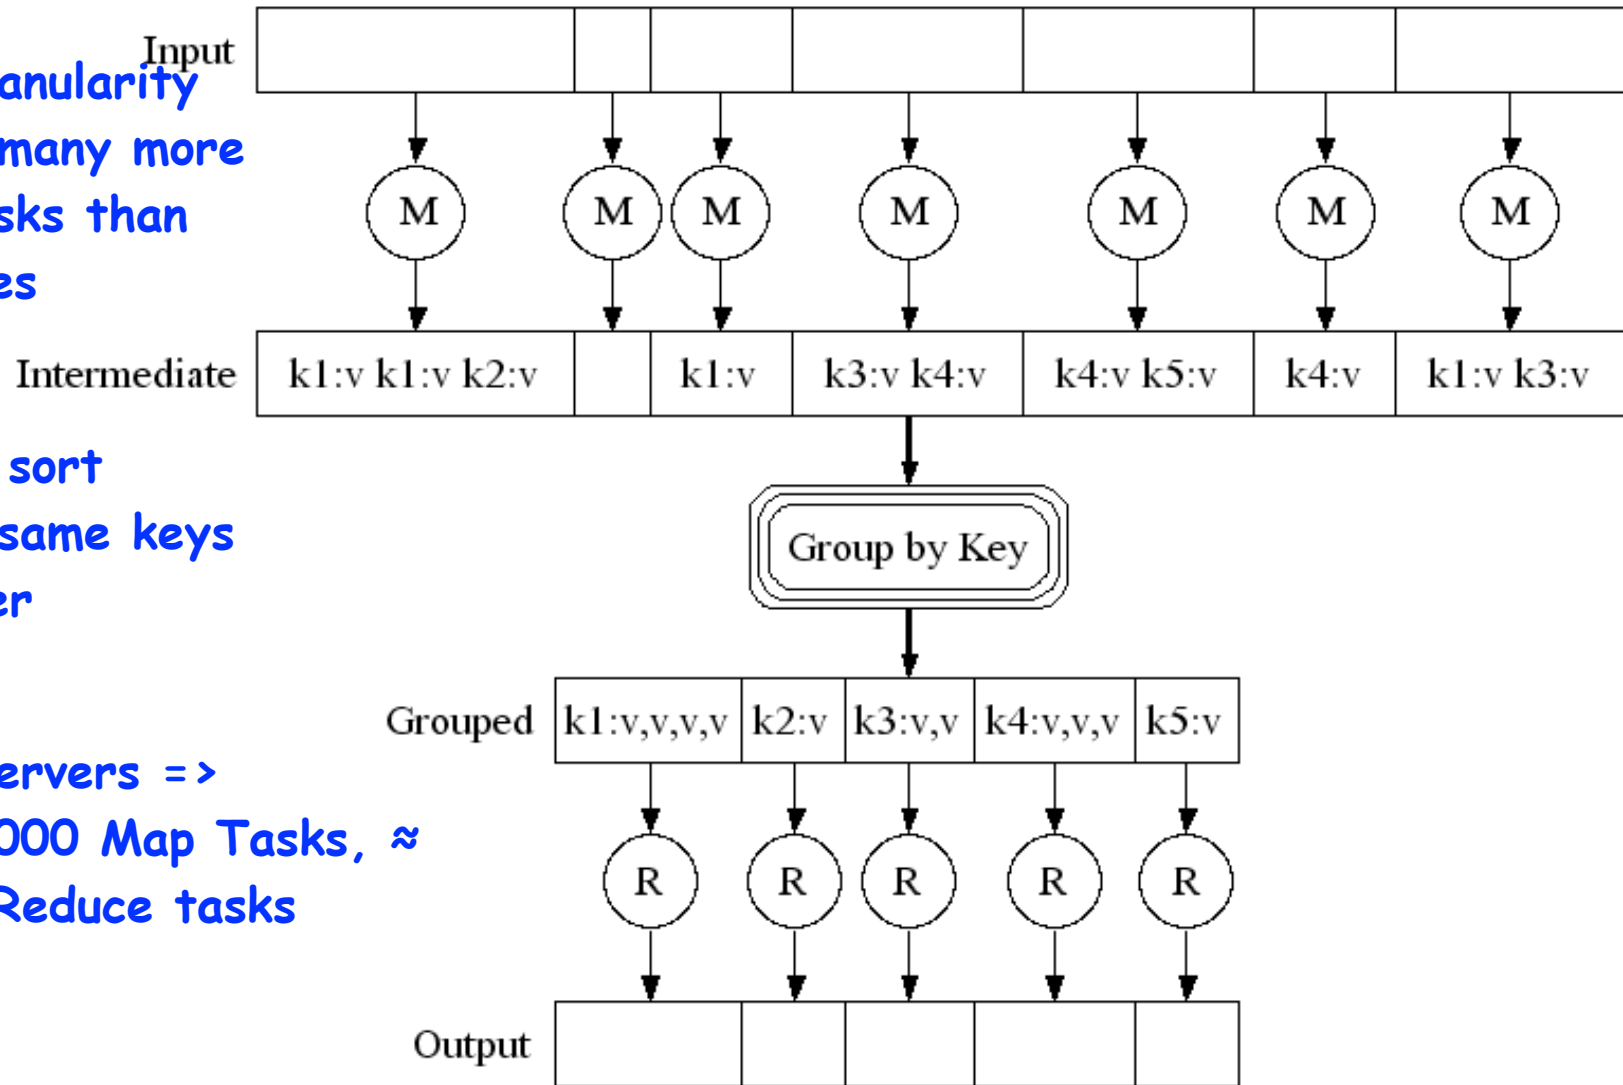 Input
anularity
many more
sks than
es
M M M M M M M
Intermediate k1:v k1:v k2:v k1:v k3:v k4:v k4:v k5:v k4:v k1:v k3:v
sort
same keys
er
Group by Key
Grouped k1:v,v,v,v k2:v k3:v,v k4:v,v,v k5:v
ervers =>
000 Map Tasks, ≈
Reduce tasks
R R R R R
Output